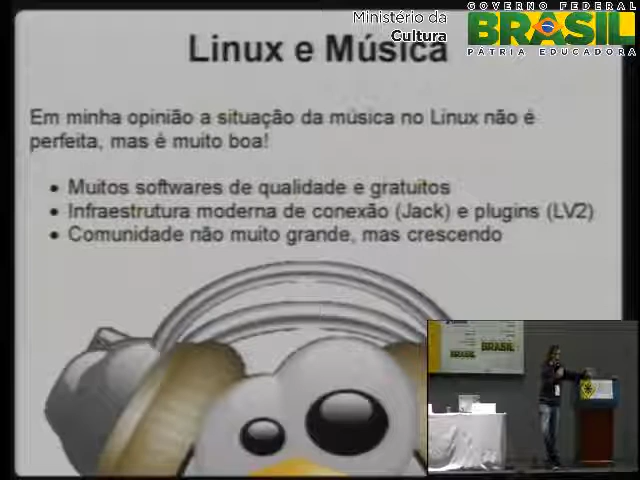 Ministério da
Cultura
GOVERNO FEDERAL
BRASIL
PÁTRIA EDUCADORA
Linux e Música
Em minha opinião a situação da música no Linux não é
perfeita, mas é muito boa!
• Muitos softwares de qualidade e gratuitos
• Infraestrutura moderna de conexão (Jack) e plugins (LV2)
• Comunidade não muito grande, mas crescendo
BRASIL
BRASIL